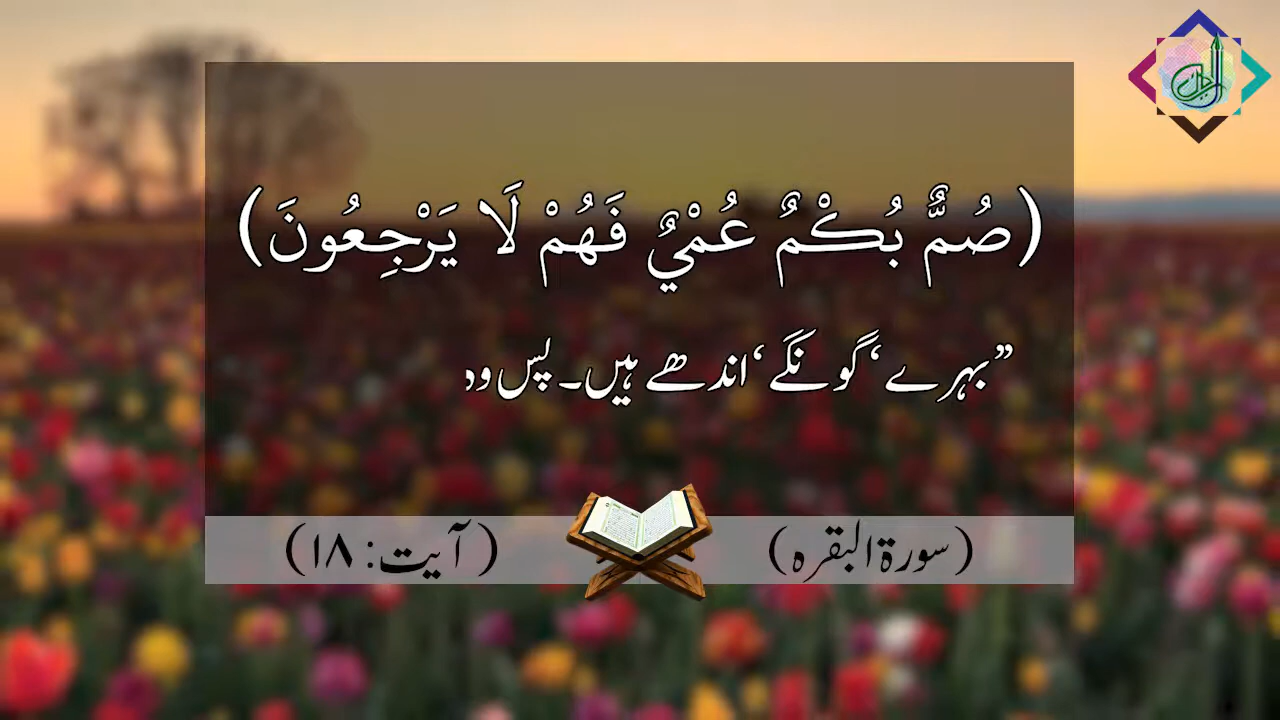 (صُمٌّ بُكْمٌ عُمْيٌ فَهُمْ لَا يَرْجِعُونَ)
”بہرے‘ گونگے‘ اندھے ہیں۔ پس وہ
(سورۃ البقرہ)
(آیت: ۱۸)